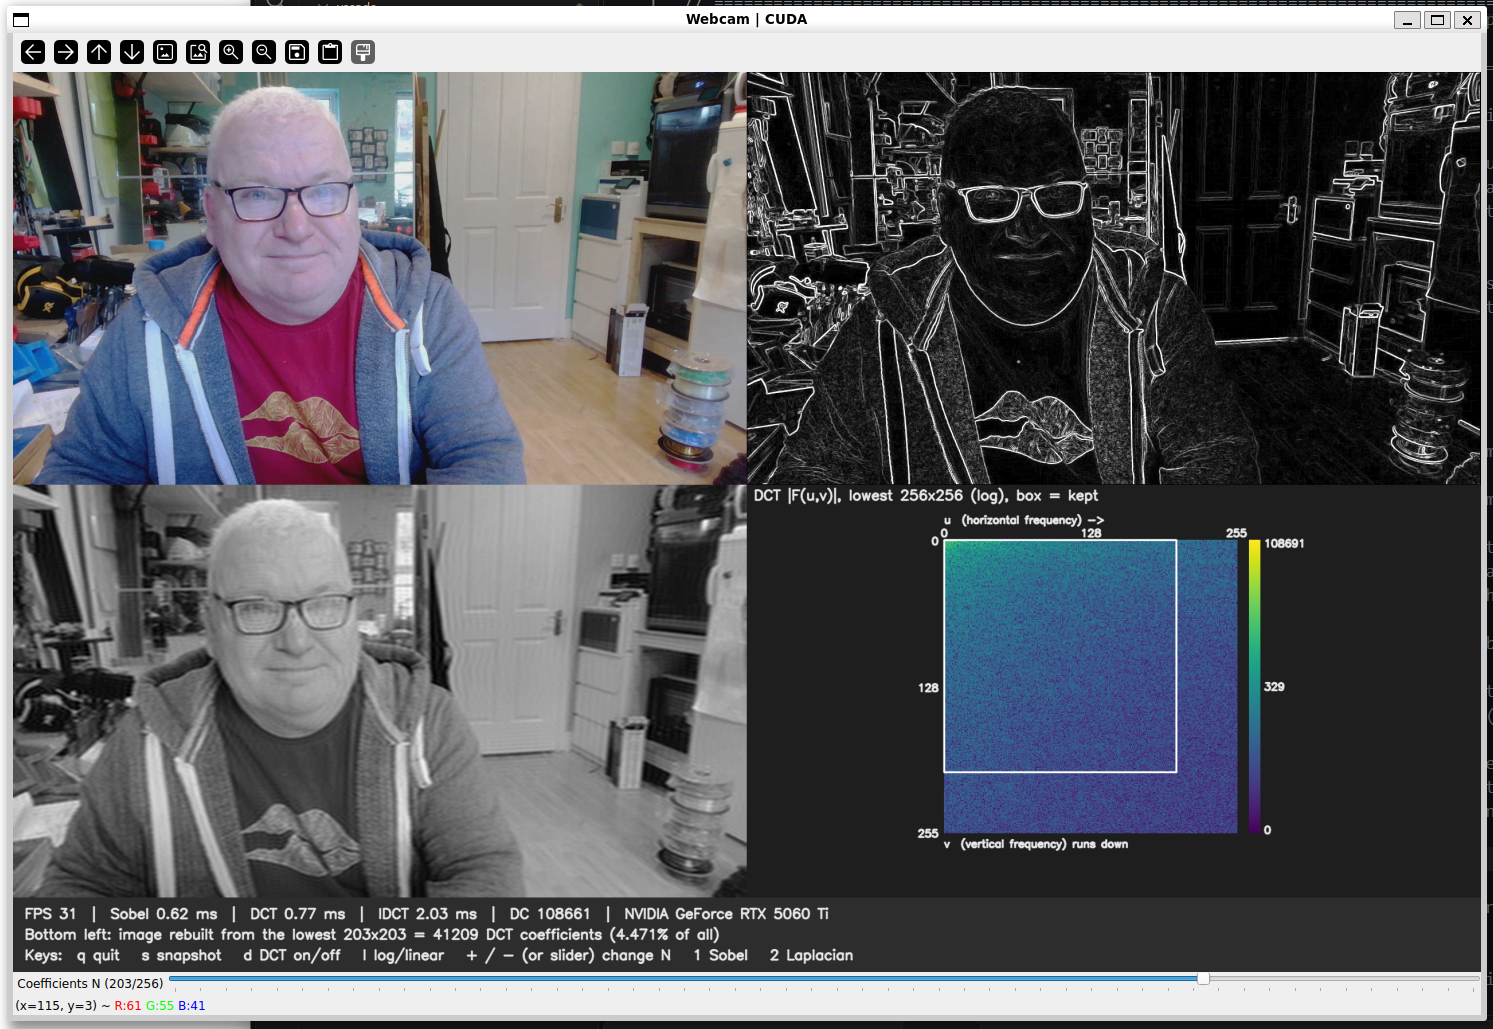 Webcam | CUDA
DCT |F(u,v)|, lowest 256x256 (log), box = kept
u (horizontal frequency) ->
0 128 255
0
108691
128
329
255
0
v (vertical frequency) runs down
FPS 31 | Sobel 0.62 ms | DCT 0.77 ms | IDCT 2.03 ms | DC 108661 | NVIDIA GeForce RTX 5060 Ti
Bottom left: image rebuilt from the lowest 203x203 = 41209 DCT coefficients (4.471% of all)
Keys: q quit s snapshot d DCT on/off l log/linear + / - (or slider) change N 1 Sobel 2 Laplacian
Coefficients N (203/256)
(x=115, y=3) ~ R:61 G:55 B:41